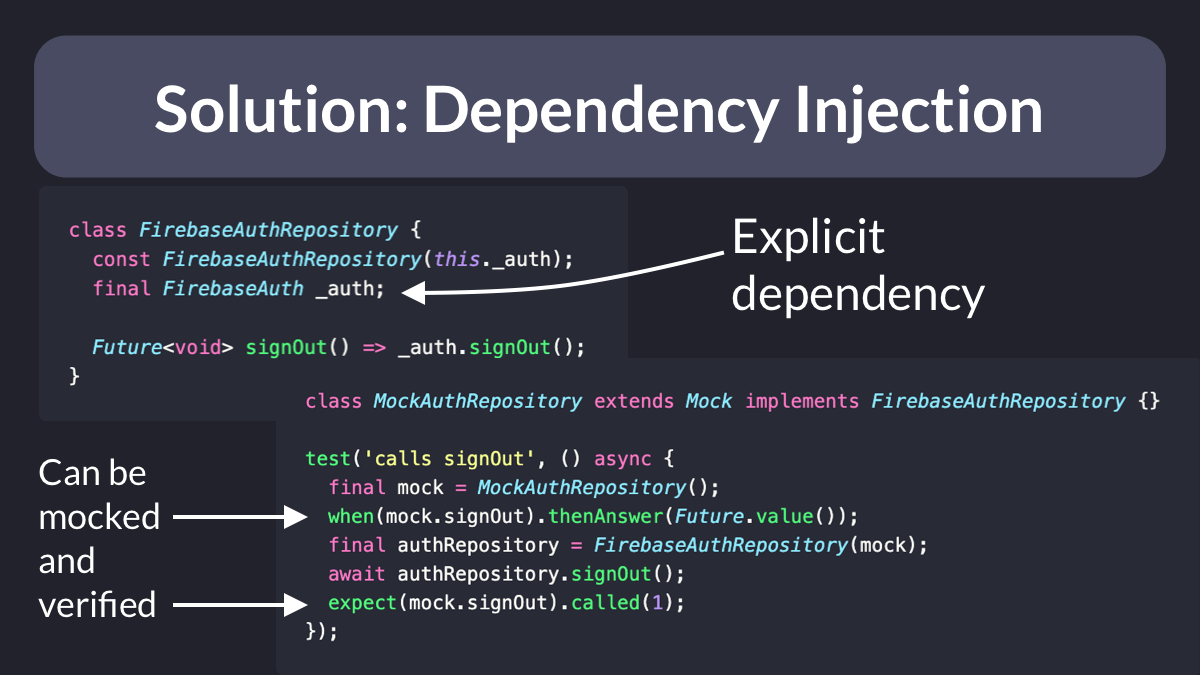 Solution: Dependency Injection
class FirebaseAuthRepository {
  const FirebaseAuthRepository(this._auth);
  final FirebaseAuth _auth;
  Future<void> signOut() => _auth.signOut();
}
Explicit
dependency
class MockAuthRepository extends Mock implements FirebaseAuthRepository {}
test('calls signOut', () async {
  final mock = MockAuthRepository();
  when(mock.signOut).thenAnswer(Future.value());
  final authRepository = FirebaseAuthRepository(mock);
  await authRepository.signOut();
  expect(mock.signOut).called(1);
});
Can be
mocked
and
verified